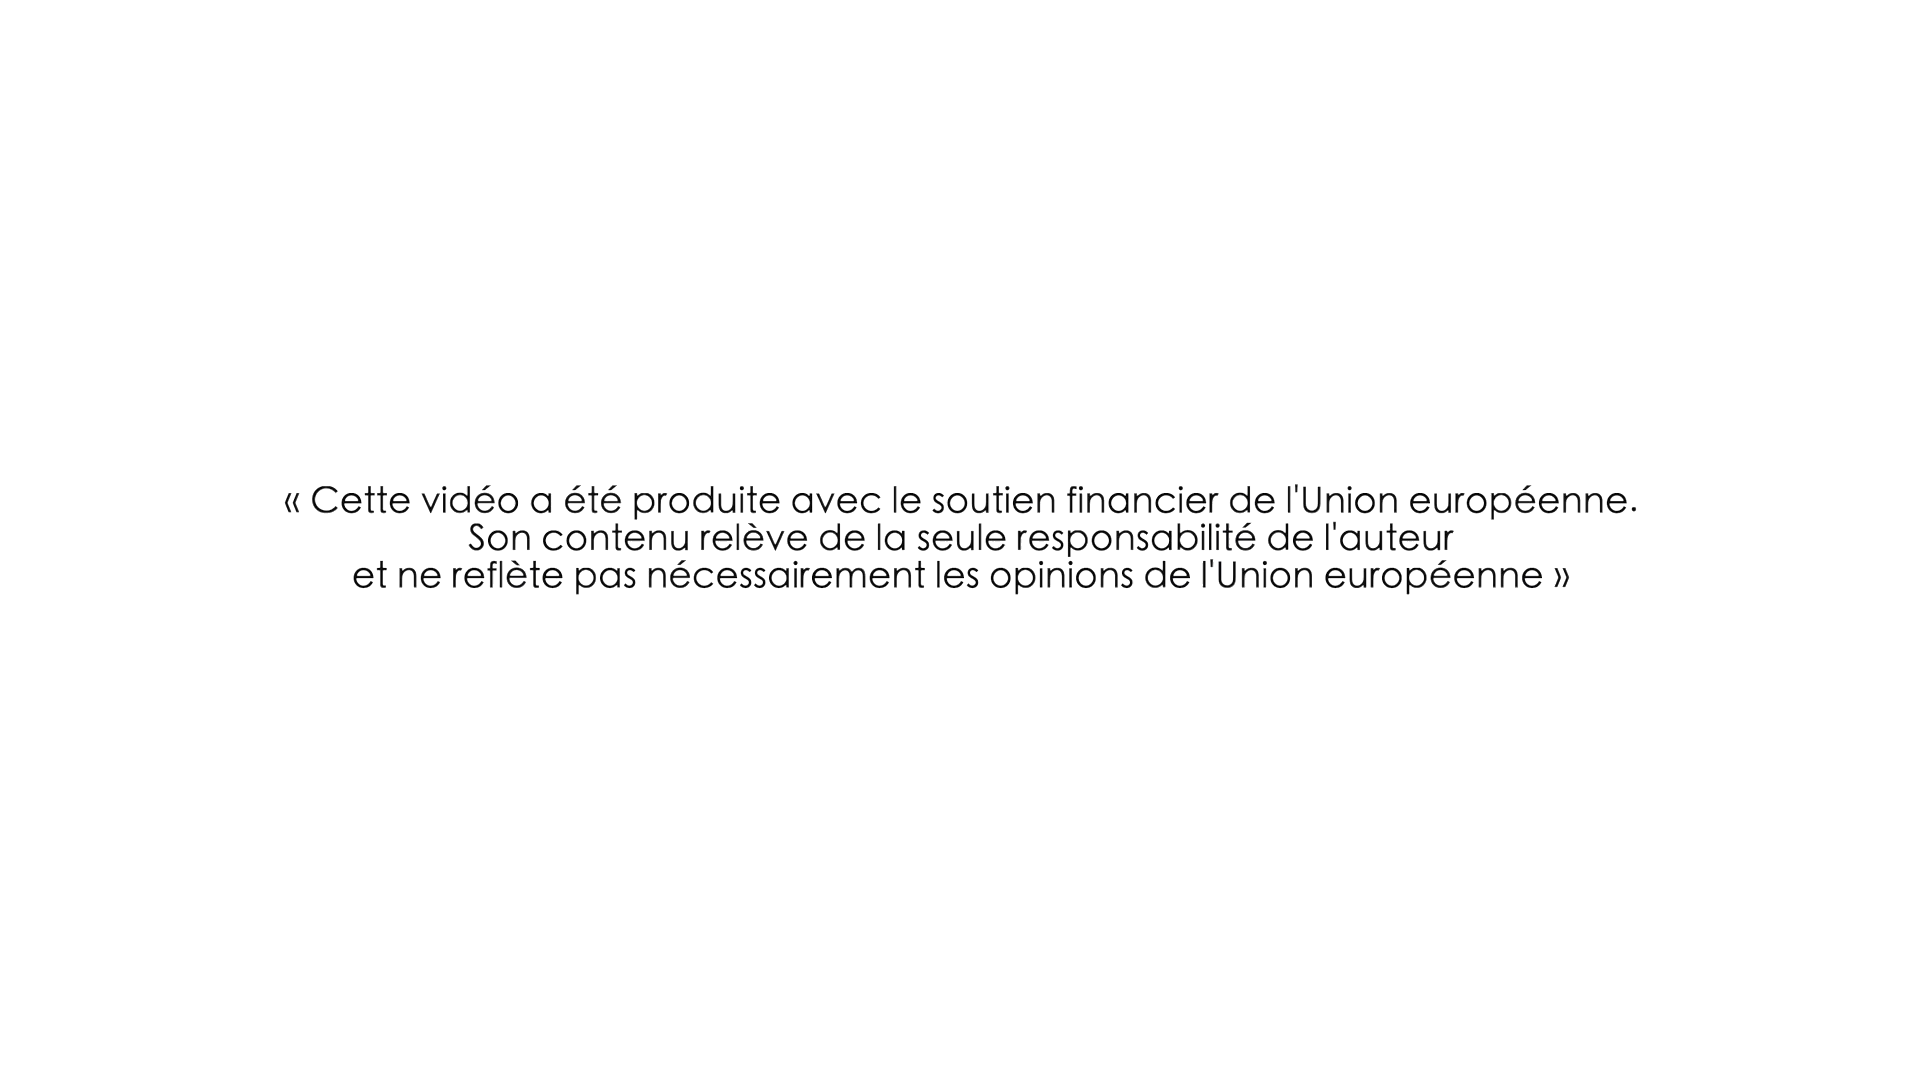 « Cette vidéo a été produite avec le soutien financier de l'Union européenne.
Son contenu relève de la seule responsabilité de l'auteur
et ne reflète pas nécessairement les opinions de l'Union européenne »